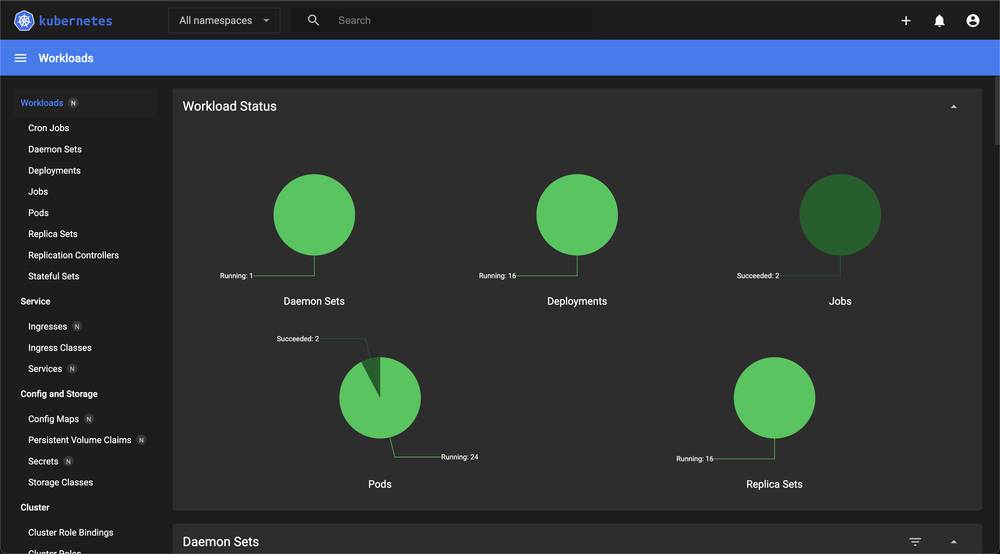 kubernetes
All namespaces
Search
Workloads
Workloads N
Cron Jobs
Daemon Sets
Deployments
Jobs
Pods
Replica Sets
Replication Controllers
Stateful Sets
Service
Ingresses N
Ingress Classes
Services N
Config and Storage
Config Maps N
Persistent Volume Claims N
Secrets N
Storage Classes
Cluster
Cluster Role Bindings
Cluster Roles
Workload Status
Running: 1
Daemon Sets
Running: 16
Deployments
Succeeded: 2
Jobs
Succeeded: 2
Running: 24
Pods
Running: 16
Replica Sets
Daemon Sets